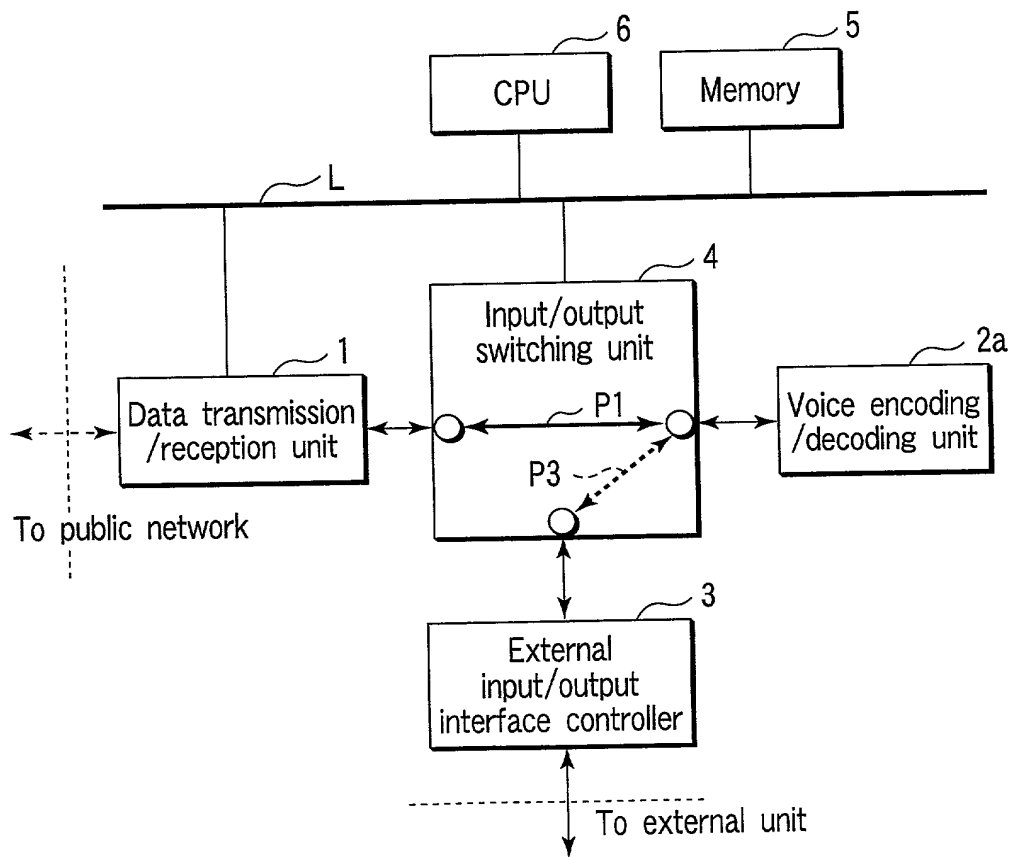 6
5
CPU
Memory
L
4
Input/output
switching unit
1
2a
Data transmission
/reception unit
P1
Voice encoding
/decoding unit
P3
To public network
3
External
input/output
interface controller
To external unit